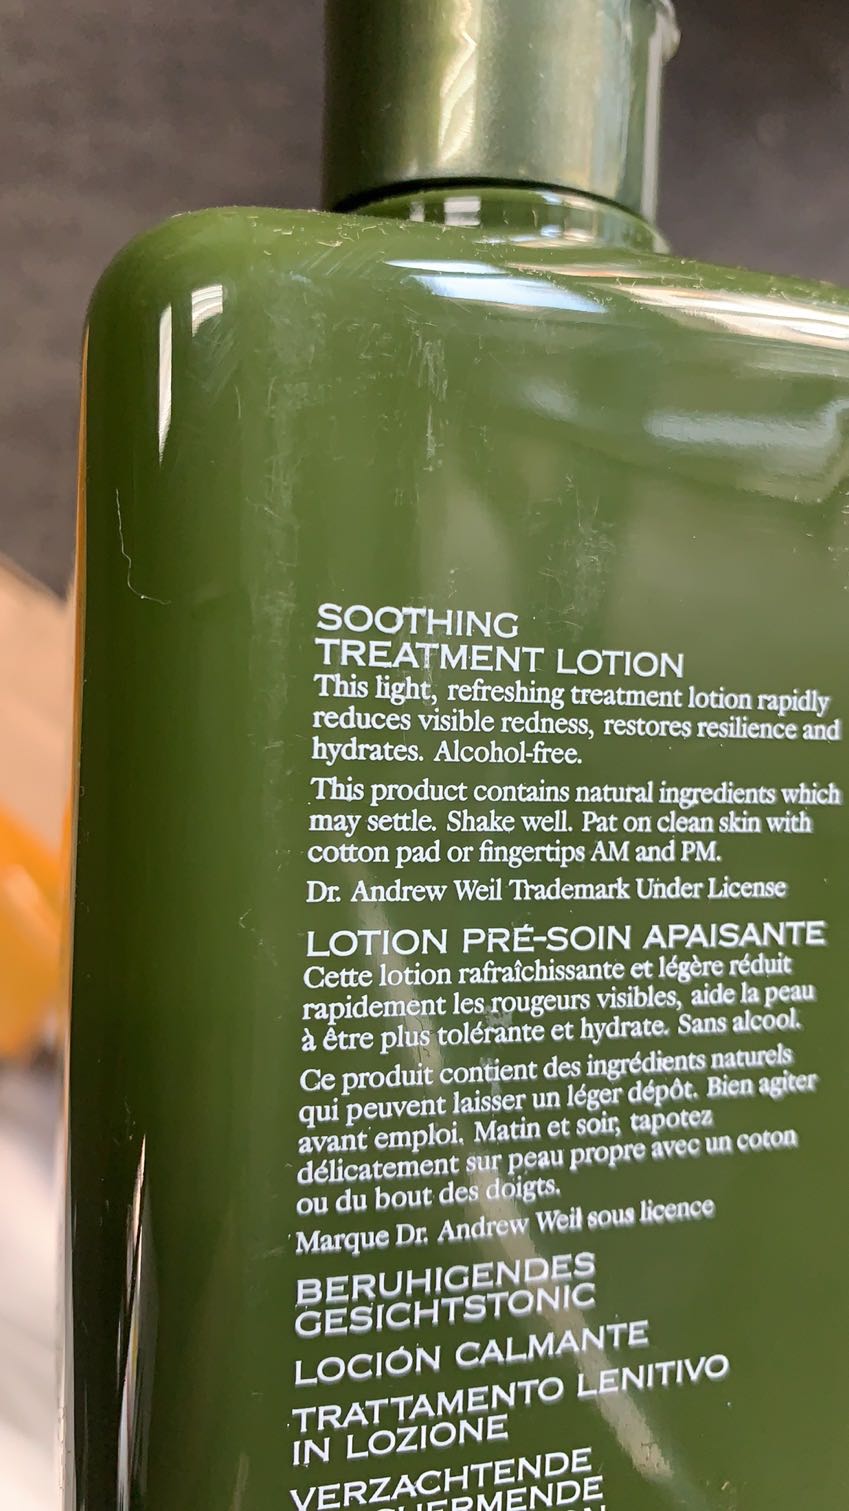 SOOTHING
TREATMENT LOTION
This light, refreshing treatment lotion rapidly
reduces visible redness, restores resilience and
hydrates. Alcohol-free.
This product contains natural ingredients which
may settle. Shake well. Pat on clean skin with
cotton pad or fingertips AM and PM.
Dr. Andrew Weil Trademark Under License
LOTION PRÉ-SOIN APAISANTE
Cette lotion rafraîchissante et légère réduit
rapidement les rougeurs visibles, aide la peau
à être plus tolérante et hydrate. Sans alcool.
Ce produit contient des ingrédients naturels
qui peuvent laisser un léger dépôt. Bien agiter
avant emploi. Matin et soir, tapotez
délicatement sur peau propre avec un coton
ou du bout des doigts.
Marque Dr. Andrew Weil sous licence
BERUHIGENDES
GESICHTSTONIC
LOCIÓN CALMANTE
TRATTAMENTO LENITIVO
IN LOZIONE
VERZACHTENDE